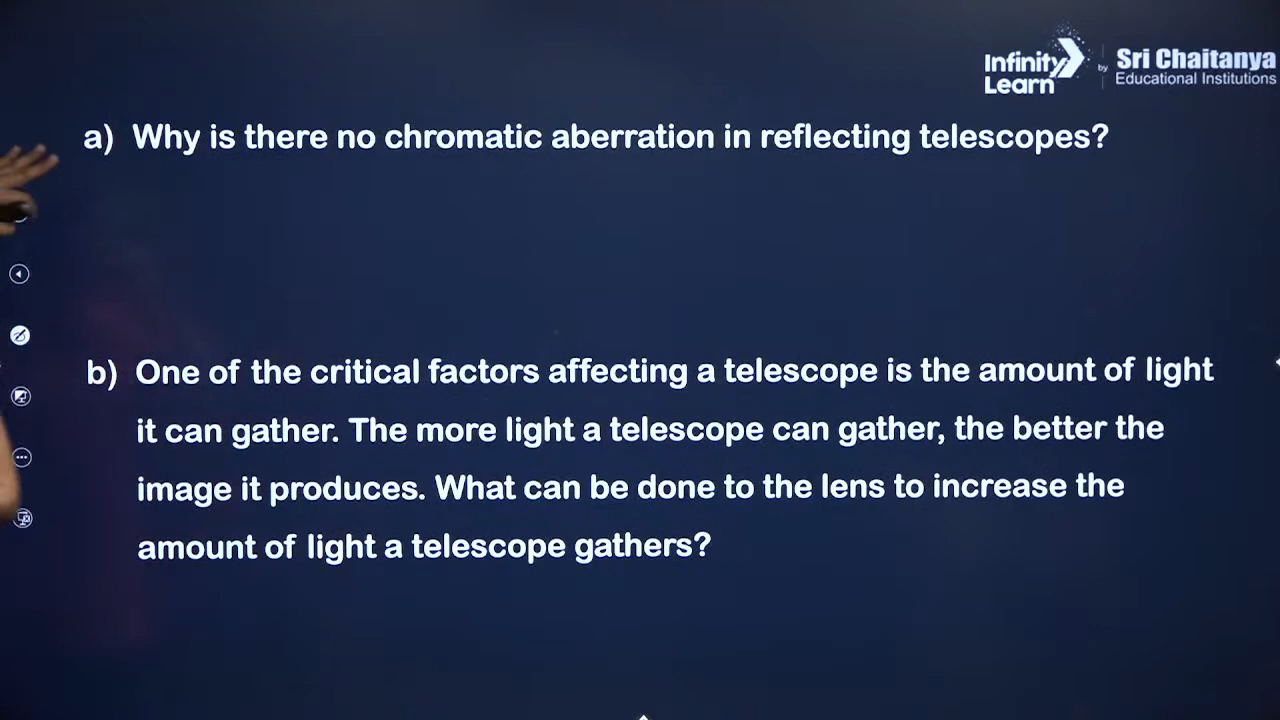 Infinity
Learn
by
Sri Chaitanya
Educational Institutions
a) Why is there no chromatic aberration in reflecting telescopes?
b) One of the critical factors affecting a telescope is the amount of light
it can gather. The more light a telescope can gather, the better the
image it produces. What can be done to the lens to increase the
amount of light a telescope gathers?